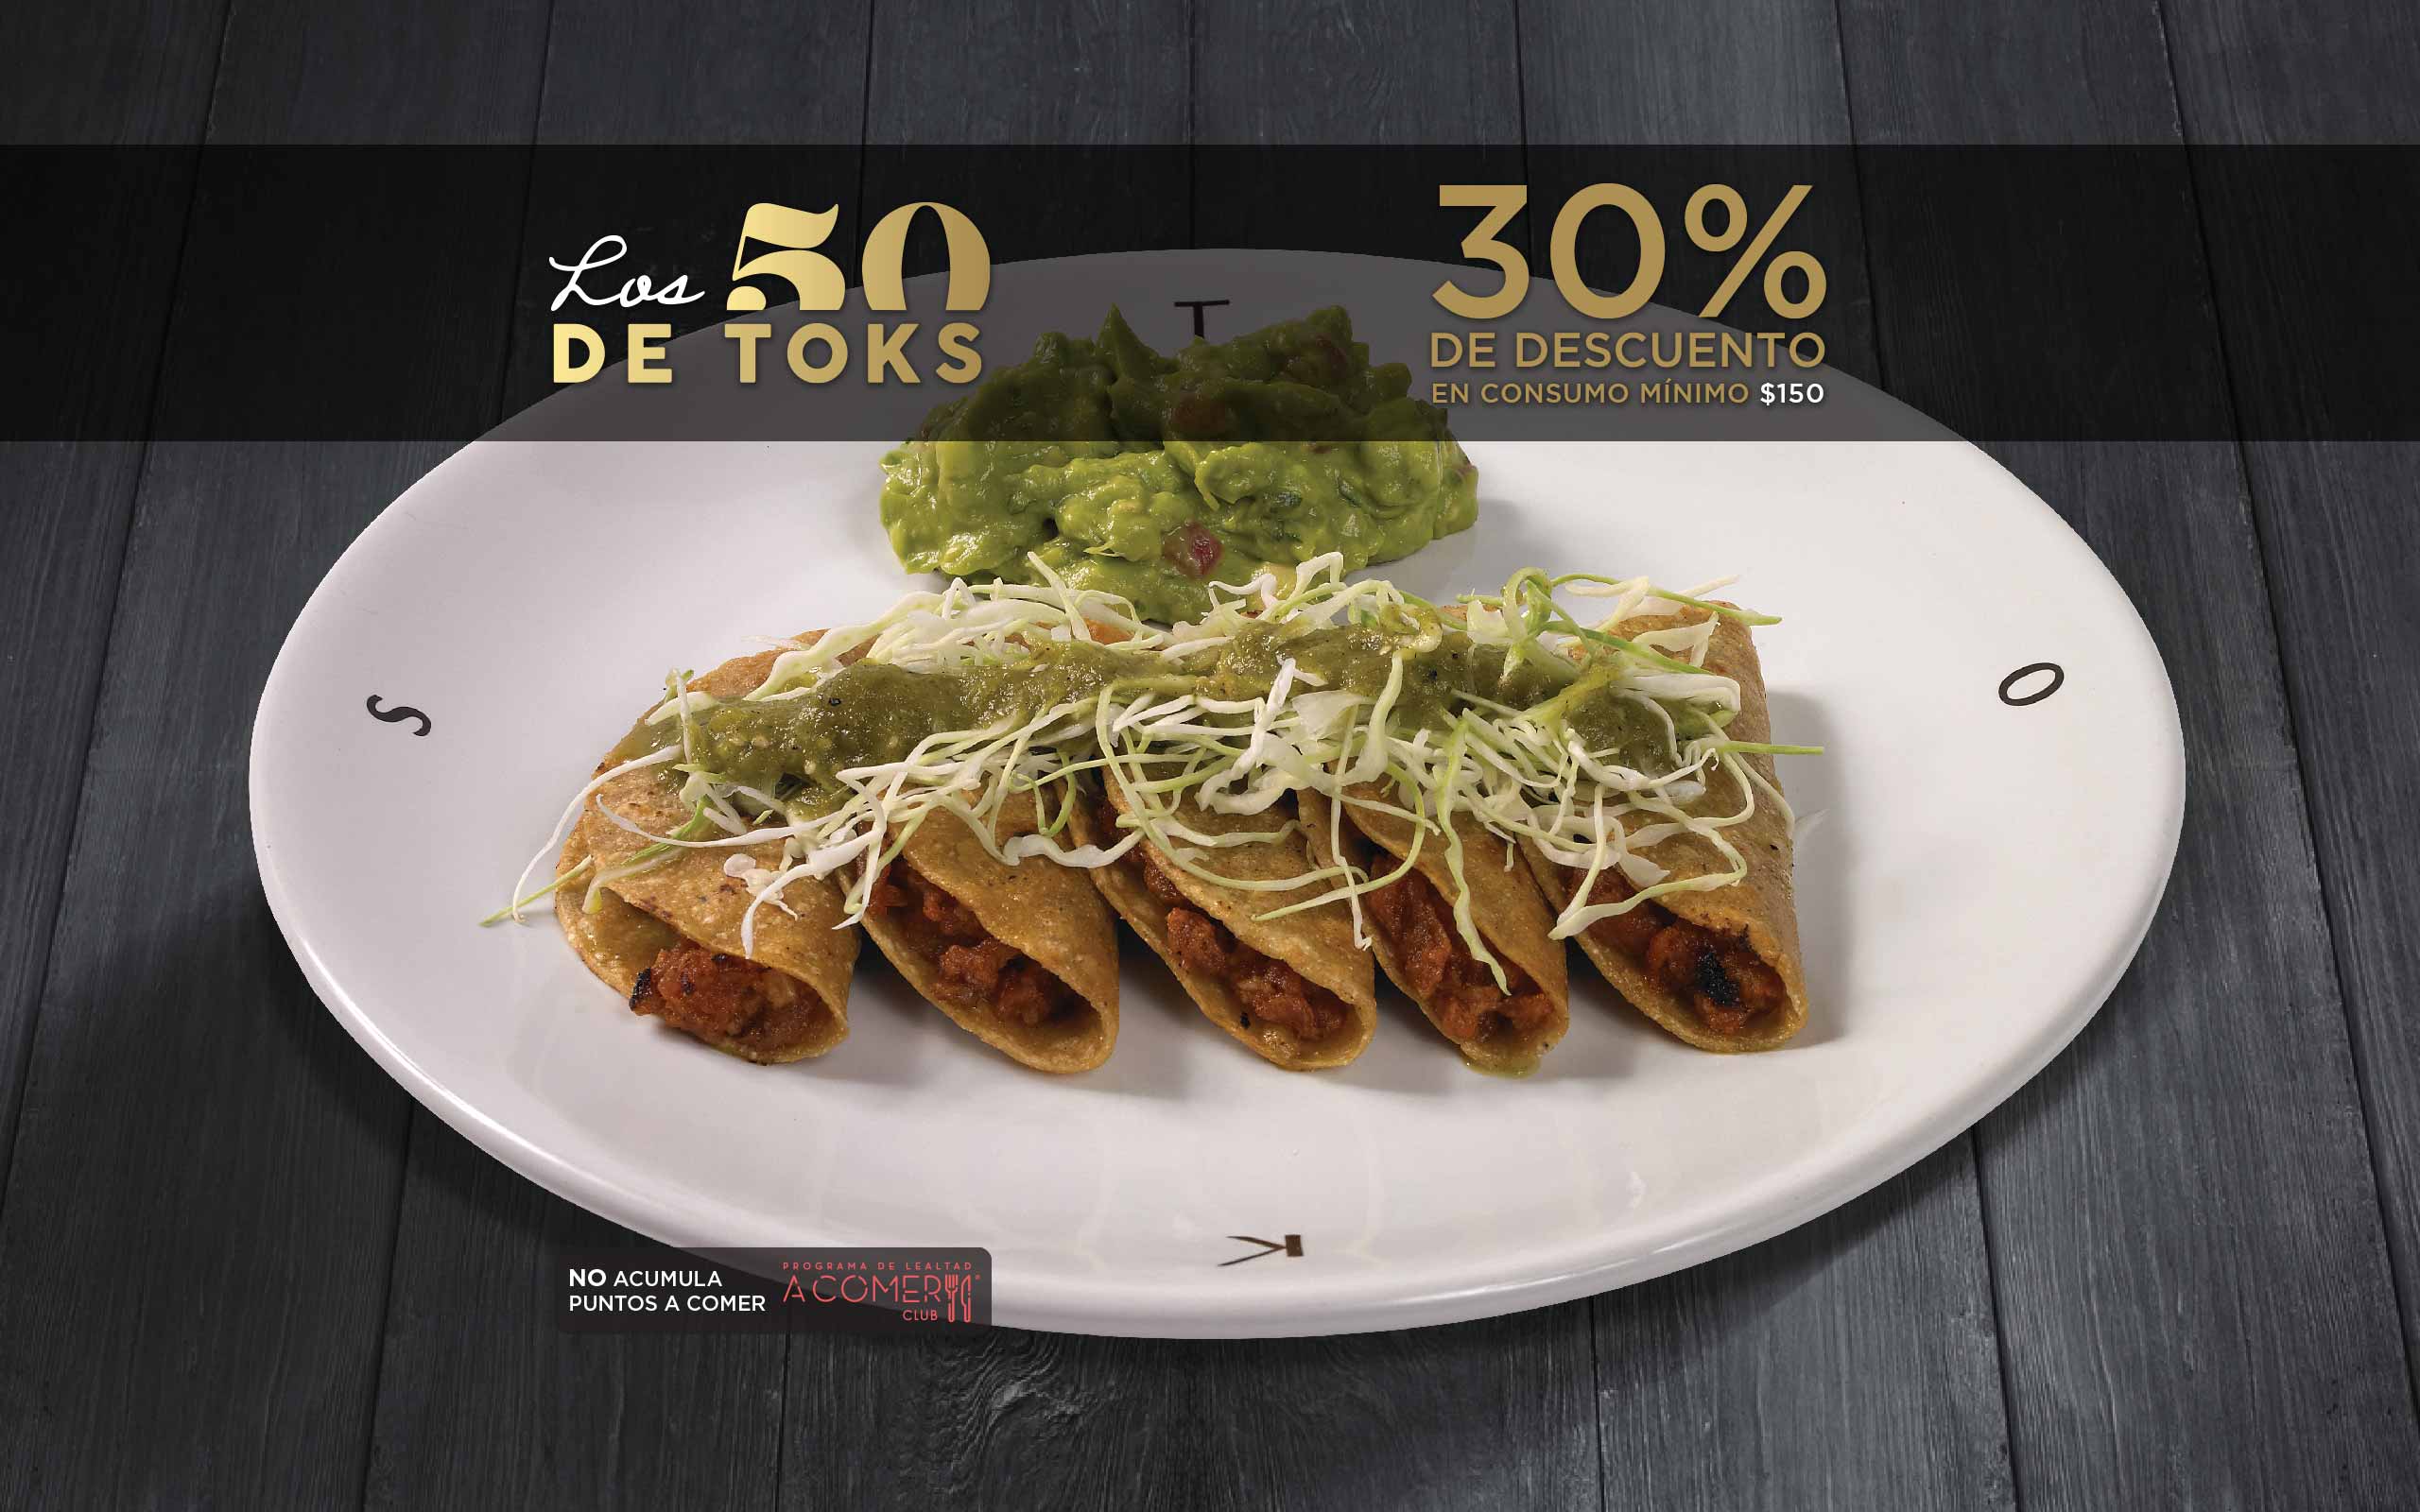 Los 50
DE TOKS
30%
DE DESCUENTO
EN CONSUMO MÍNIMO $150
T
S
O
K
NO ACUMULA
PUNTOS A COMER
PROGRAMA DE LEALTAD
A COMER
CLUB